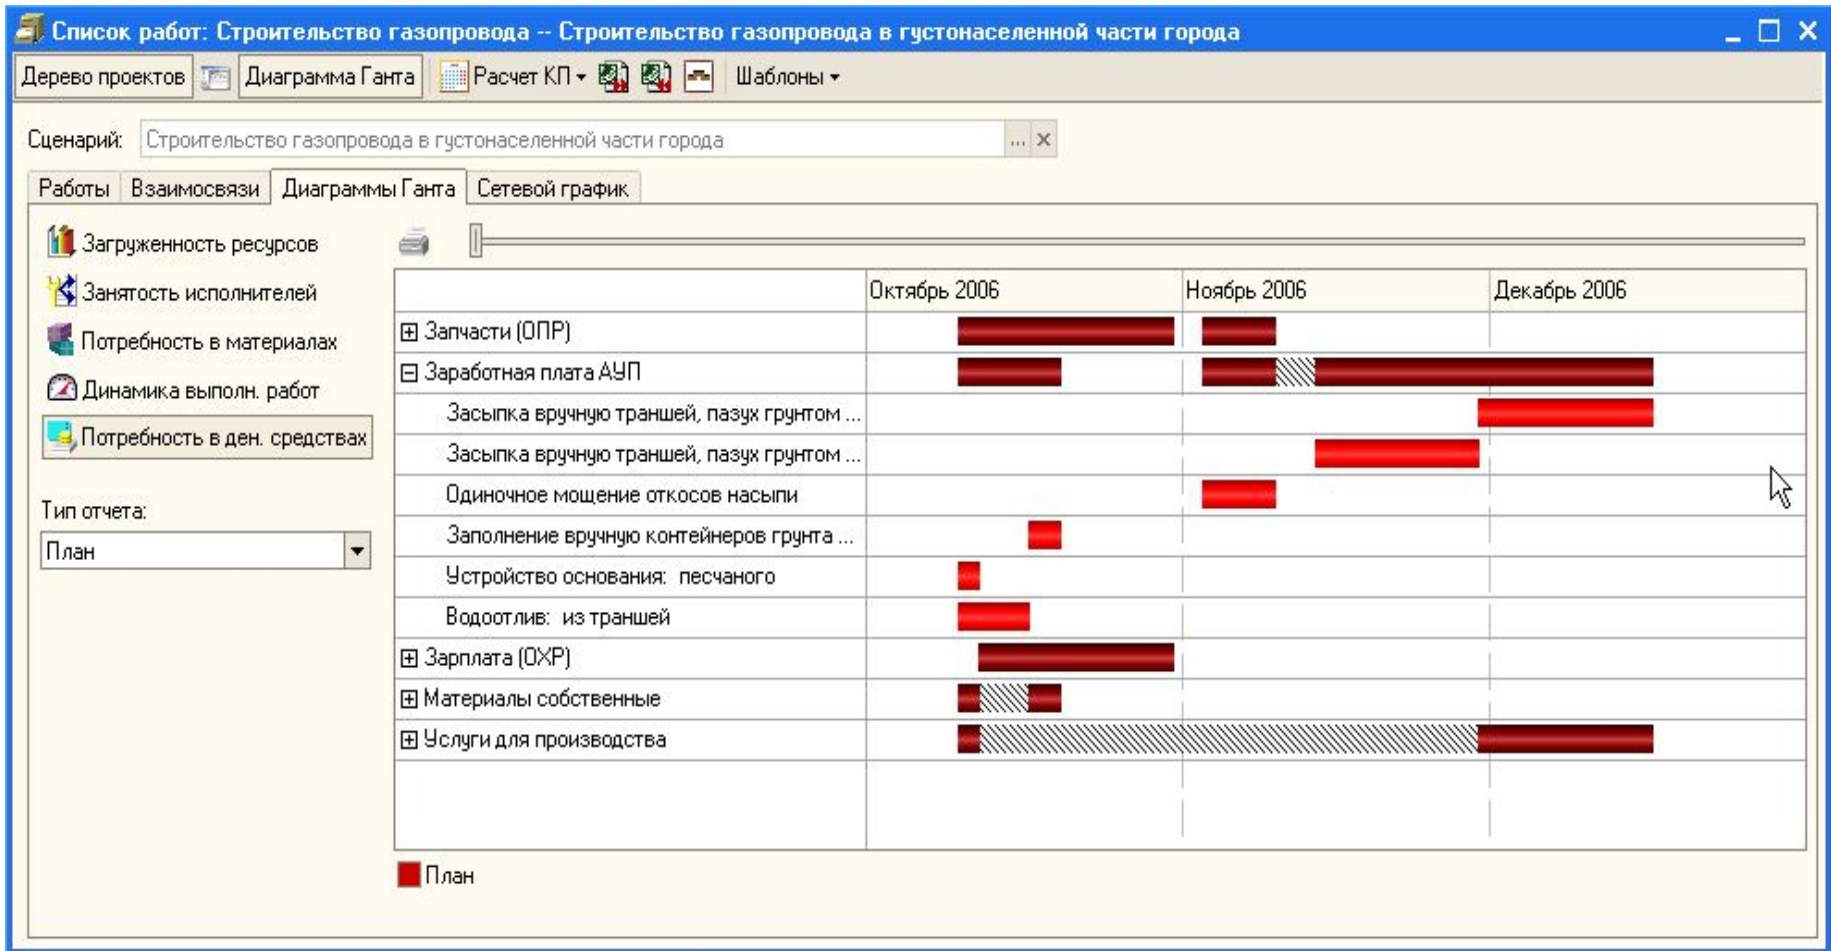 Список работ: Строительство газопровода -- Строительство газопровода в густонаселенной части города
Дерево проектов Диаграмма Ганта Расчет КП Шаблоны
Сценарий: Строительство газопровода в густонаселенной части города ...
Работы Взаимосвязи Диаграммы Ганта Сетевой график
Загруженность ресурсов
Занятость исполнителей
Потребность в материалах
Динамика выполн. работ
Потребность в ден. средствах
Тип отчета:
План
Октябрь 2006 Ноябрь 2006 Декабрь 2006
Запчасти (ОПР)
Заработная плата АУП
Засыпка вручную траншей, пазух грунтом ...
Засыпка вручную траншей, пазух грунтом ...
Одиночное мощение откосов насыпи
Заполнение вручную контейнеров грунта ...
Устройство основания: песчаного
Водоотлив: из траншей
Зарплата (ОХР)
Материалы собственные
Услуги для производства
План